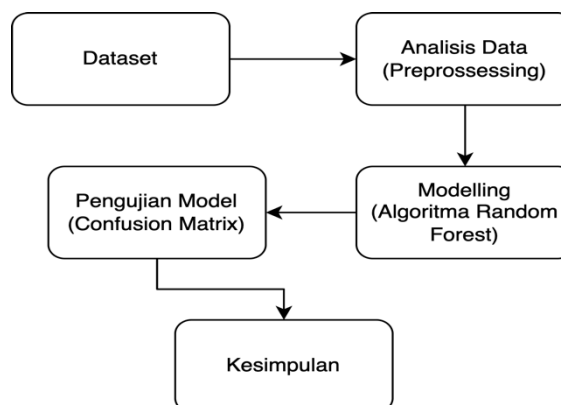 Dataset
Analisis Data
(Preprossessing)
Modelling
(Algoritma Random
Forest)
Pengujian Model
(Confusion Matrix)
Kesimpulan